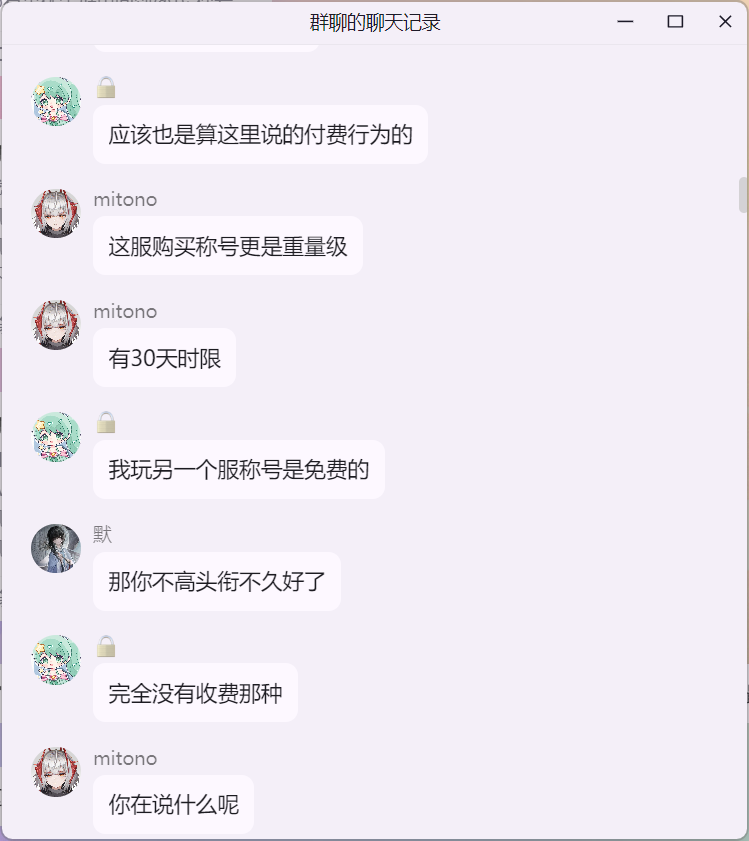 群聊的聊天记录
🔒
应该也是算这里说的付费行为的
mitono
这服购买称号更是重量级
mitono
有30天时限
🔒
我玩另一个服称号是免费的
默
那你不高头衔不久好了
🔒
完全没有收费那种
mitono
你在说什么呢